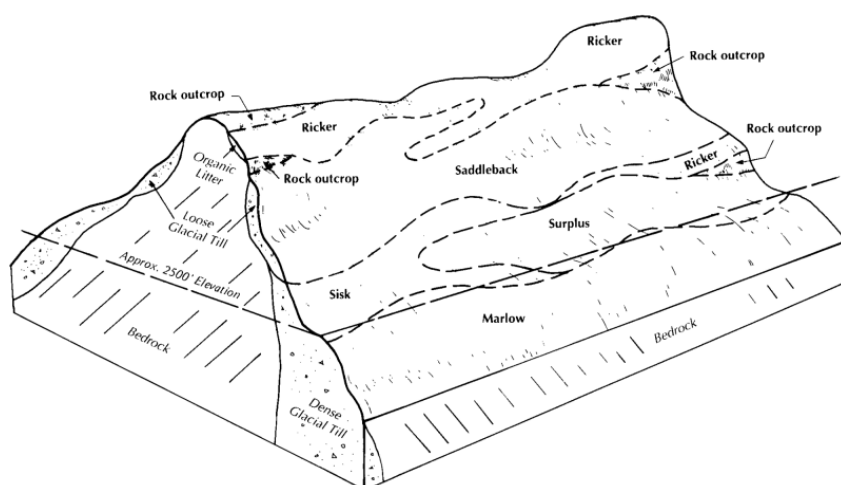 Ricker
Rock outcrop
Rock outcrop
Ricker
Rock outcrop
Ricker
Organic
Litter
Rock outcrop
Saddleback
Loose
Glacial Till
Surplus
Approx. 2500' Elevation
Sisk
Marlow
Bedrock
Bedrock
Dense
Glacial Till